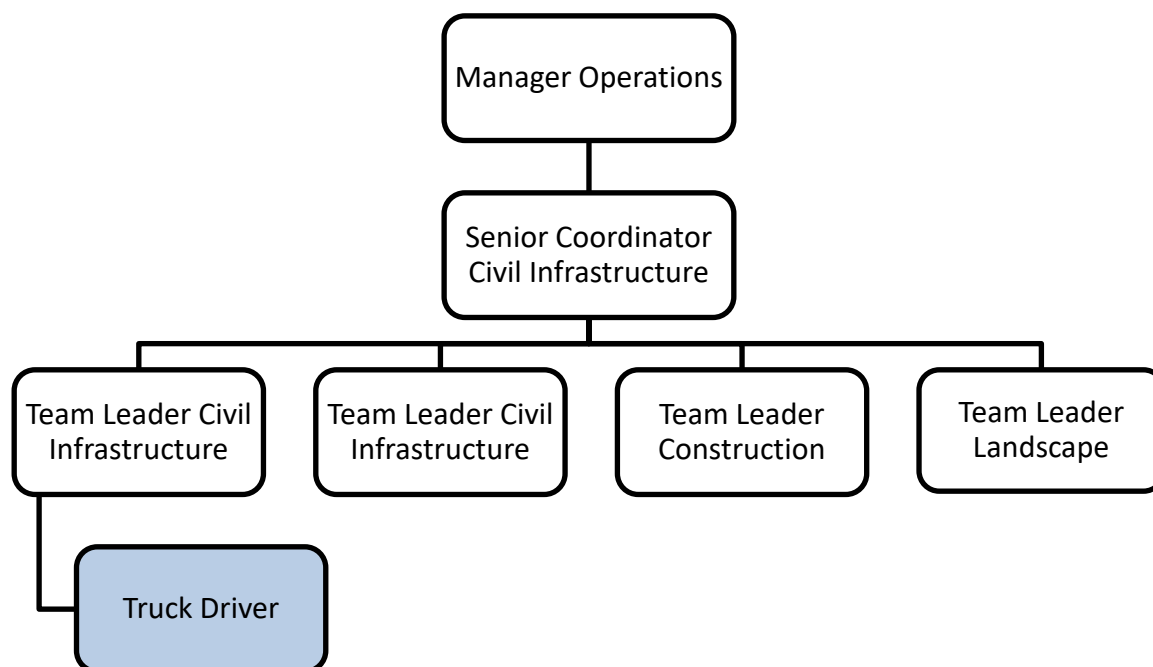 Manager Operations
Senior Coordinator
Civil Infrastructure
Team Leader Civil
Infrastructure
Team Leader Civil
Infrastructure
Team Leader
Construction
Team Leader
Landscape
Truck Driver